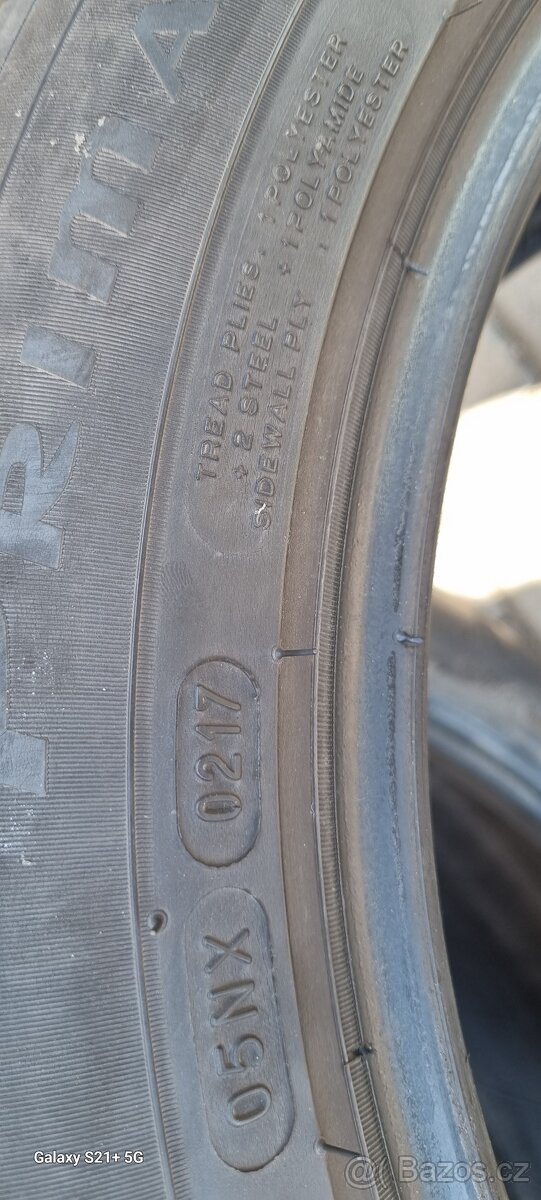 PRIMA
TREAD PLIES: 1 POLYESTER
+ 2 STEEL + 1 POLYAMIDE
SIDEWALL PLY : 1 POLYESTER
0217
05NX
Galaxy S21+ 5G
@ Bazos.cz